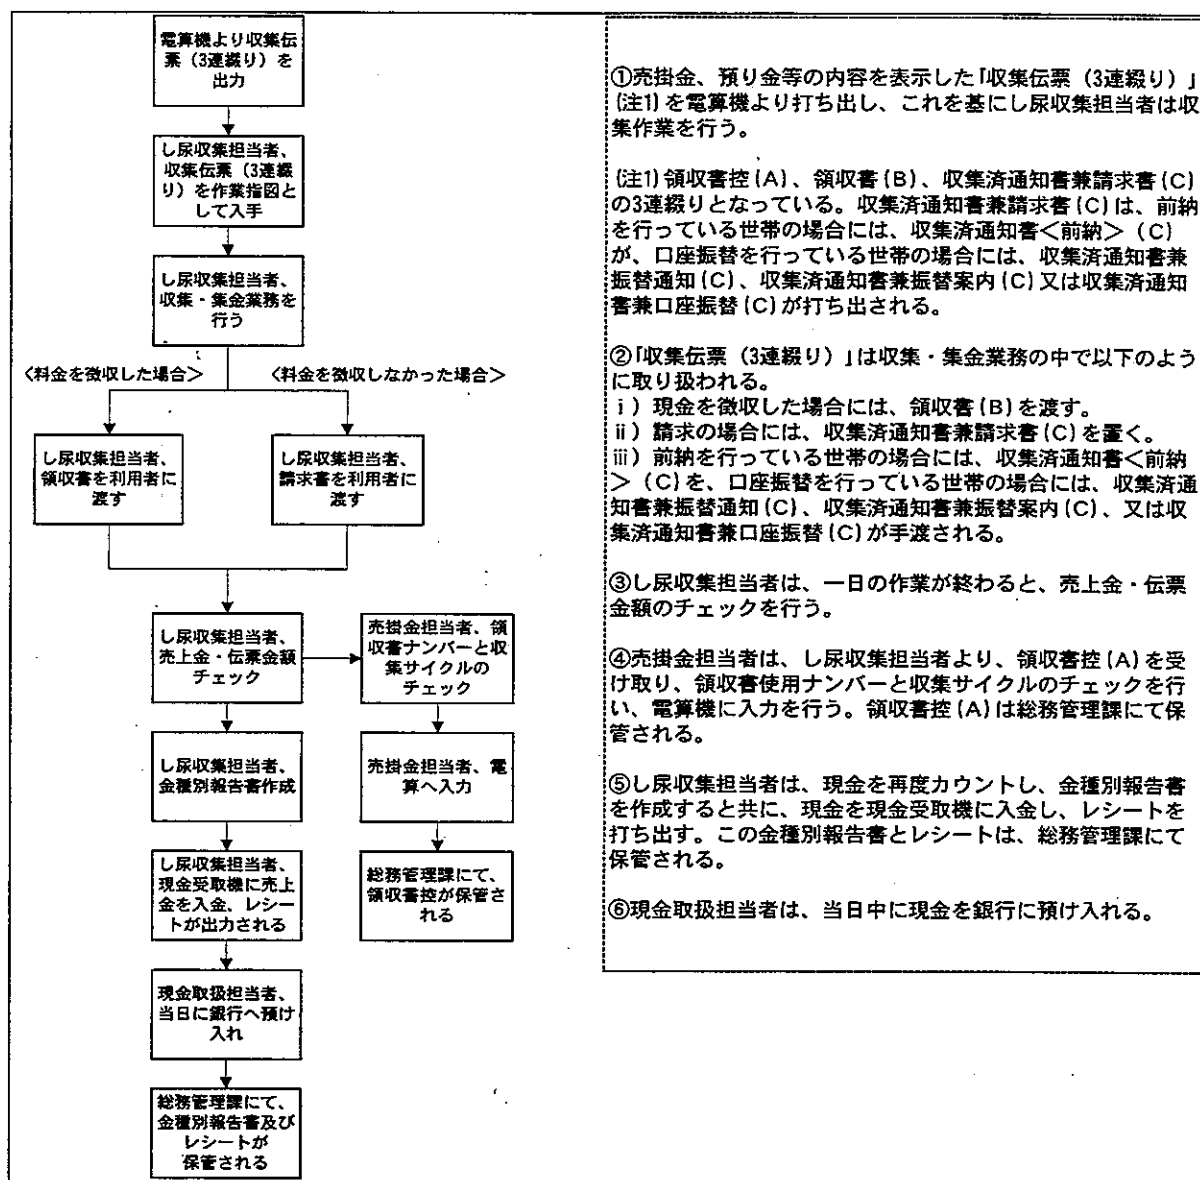 電算機より収集伝
票（3連綴り）を
出力
し尿収集担当者、
収集伝票（3連綴
り）を作業指図と
して入手
し尿収集担当者、
収集・集金業務を
行う
＜料金を徴収した場合＞
＜料金を徴収しなかった場合＞
し尿収集担当者、
領収書を利用者に
渡す
し尿収集担当者、
請求書を利用者に
渡す
し尿収集担当者、
売上金・伝票金額
チェック
売掛金担当者、領
収書ナンバーと収
集サイクルの
チェック
し尿収集担当者、
金種別報告書作成
売掛金担当者、電
算へ入力
し尿収集担当者、
現金受取機に売上
金を入金、レシー
トが出力される
総務管理課にて、
領収書控が保管さ
れる
現金取扱担当者、
当日に銀行へ預け
入れ
総務管理課にて、
金種別報告書及び
レシートが
保管される
①売掛金、預り金等の内容を表示した「収集伝票（3連綴り）」
(注1)を電算機より打ち出し、これを基にし尿収集担当者は収
集作業を行う。
(注1)領収書控(A)、領収書(B)、収集済通知書兼請求書(C)
の3連綴りとなっている。収集済通知書兼請求書(C)は、前納
を行っている世帯の場合には、収集済通知書＜前納＞（C）
が、口座振替を行っている世帯の場合には、収集済通知書兼
振替通知(C)、収集済通知書兼振替案内(C)又は収集済通知
書兼口座振替(C)が打ち出される。
②「収集伝票（3連綴り）」は収集・集金業務の中で以下のよう
に取り扱われる。
ⅰ）現金を徴収した場合には、領収書(B)を渡す。
ⅱ）請求の場合には、収集済通知書兼請求書(C)を置く。
ⅲ）前納を行っている世帯の場合には、収集済通知書＜前納
＞（C)を、口座振替を行っている世帯の場合には、収集済通
知書兼振替通知(C)、収集済通知書兼振替案内(C)、又は収
集済通知書兼口座振替(C)が手渡される。
③し尿収集担当者は、一日の作業が終わると、売上金・伝票
金額のチェックを行う。
④売掛金担当者は、し尿収集担当者より、領収書控(A)を受
け取り、領収書使用ナンバーと収集サイクルのチェックを行
い、電算機に入力を行う。領収書控(A)は総務管理課にて保
管される。
⑤し尿収集担当者は、現金を再度カウントし、金種別報告書
を作成すると共に、現金を現金受取機に入金し、レシートを
打ち出す。この金種別報告書とレシートは、総務管理課にて
保管される。
⑥現金取扱担当者は、当日中に現金を銀行に預け入れる。